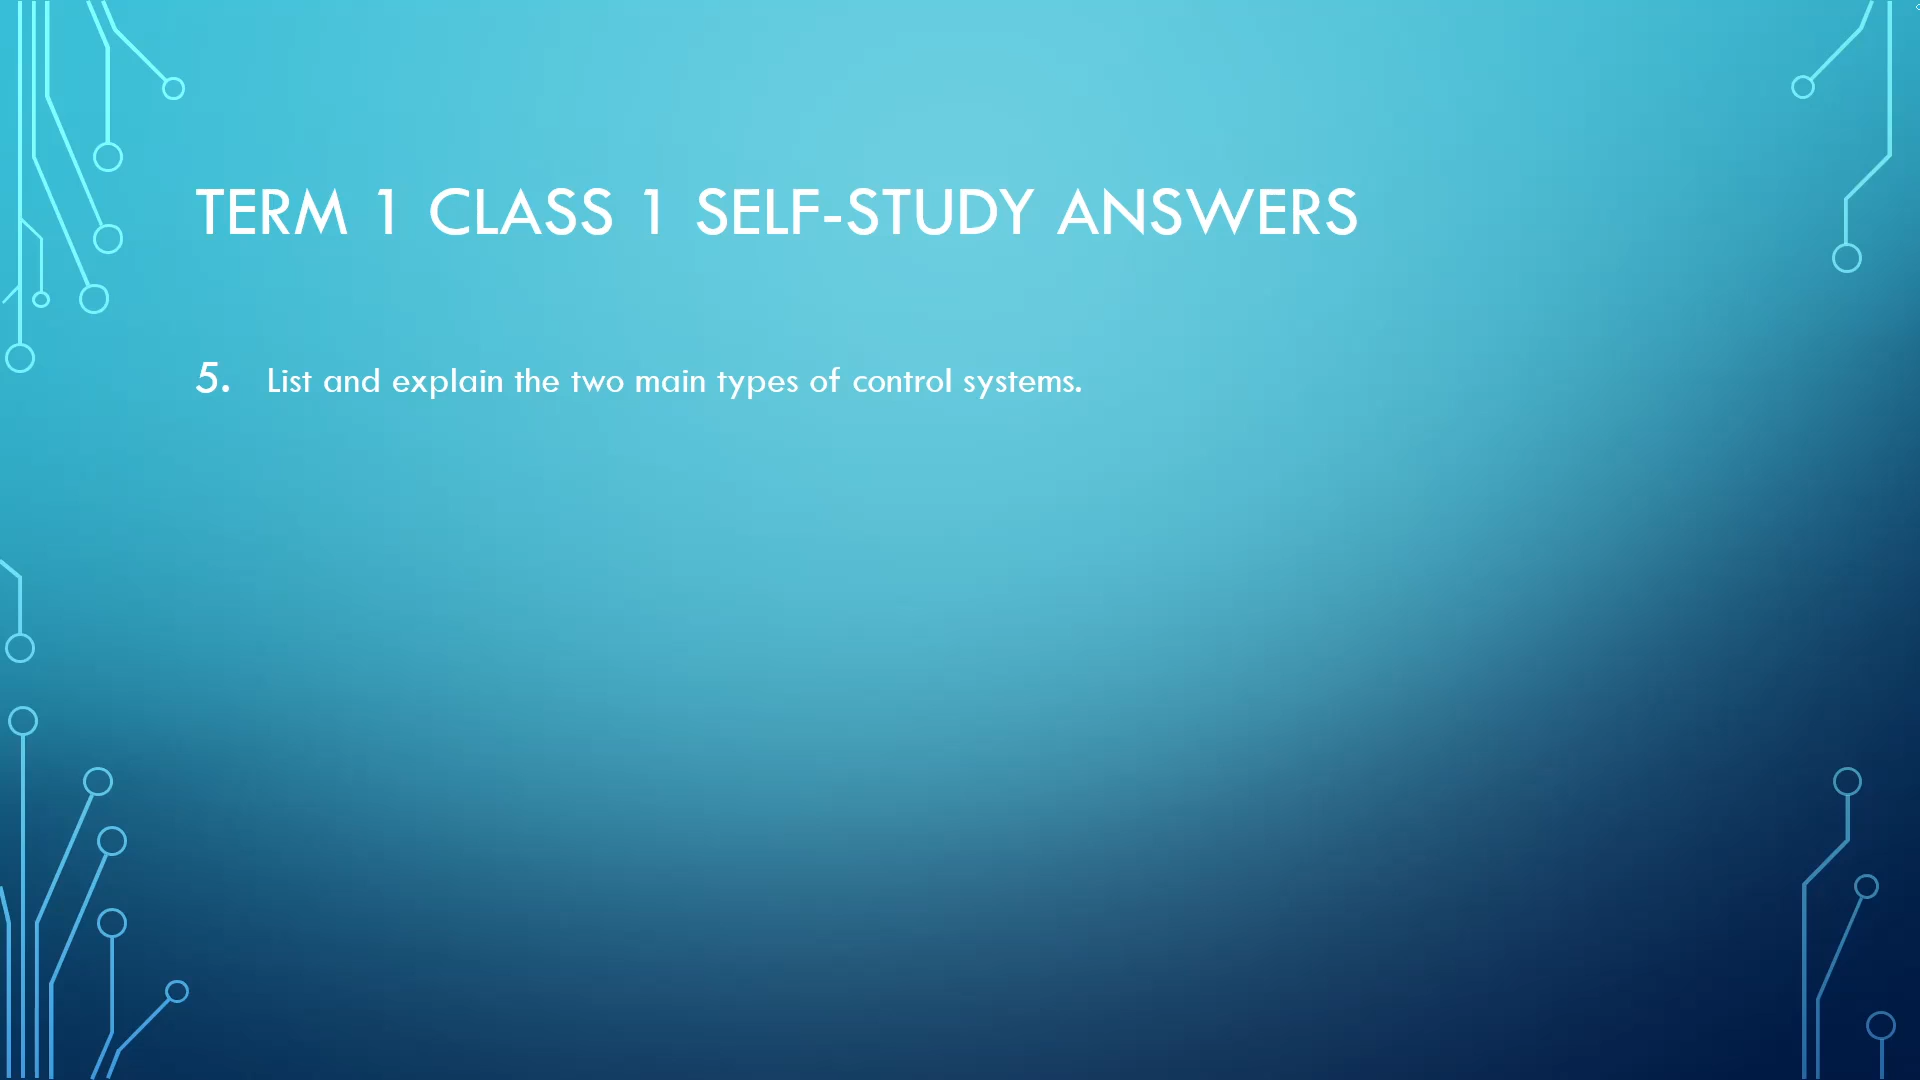 TERM 1 CLASS 1 SELF-STUDY ANSWERS
5. List and explain the two main types of control systems.